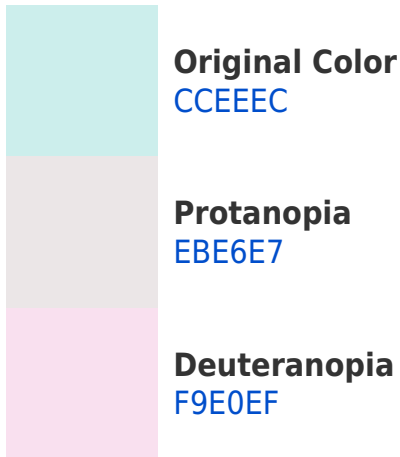 Original Color
CCEEEC
Protanopia
EBE6E7
Deuteranopia
F9E0EF